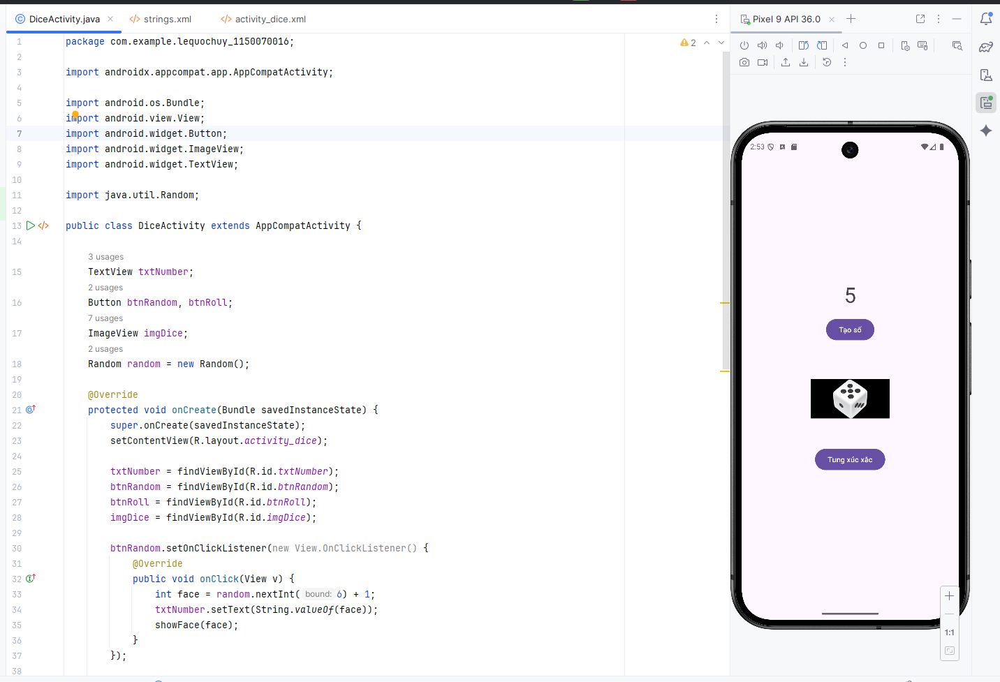 DiceActivity.java
strings.xml
activity_dice.xml
Pixel 9 API 36.0
2
1 package com.example.lequochuy_1150070016;
2
3 import androidx.appcompat.app.AppCompatActivity;
4
5 import android.os.Bundle;
6 import android.view.View;
7 import android.widget.Button;
8 import android.widget.ImageView;
9 import android.widget.TextView;
10
11 import java.util.Random;
12
13 public class DiceActivity extends AppCompatActivity {
14
3 usages
15 TextView txtNumber;
2 usages
16 Button btnRandom, btnRoll;
7 usages
17 ImageView imgDice;
2 usages
18 Random random = new Random();
19
20 @Override
21 protected void onCreate(Bundle savedInstanceState) {
22 super.onCreate(savedInstanceState);
23 setContentView(R.layout.activity_dice);
24
25 txtNumber = findViewById(R.id.txtNumber);
26 btnRandom = findViewById(R.id.btnRandom);
27 btnRoll = findViewById(R.id.btnRoll);
28 imgDice = findViewById(R.id.imgDice);
29
30 btnRandom.setOnClickListener(new View.OnClickListener() {
31 @Override
32 public void onClick(View v) {
33 int face = random.nextInt( bound: 6) + 1;
34 txtNumber.setText(String.valueOf(face));
35 showFace(face);
36 }
37 });
38
2:53
5
Tạo số
Tung xúc xắc
1:1